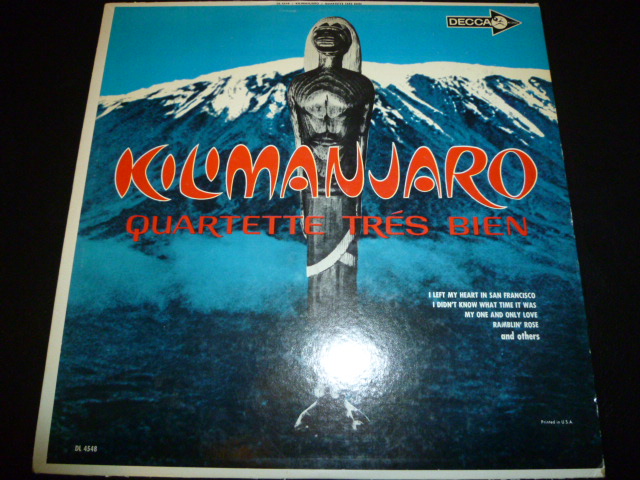 DECCA
KILIMANJARO
QUARTETTE TRÉS BIEN
I LEFT MY HEART IN SAN FRANCISCO
I DIDN'T KNOW WHAT TIME IT WAS
MY ONE AND ONLY LOVE
RAMBLIN' ROSE
and others
Printed in U.S.A.
DL 4548